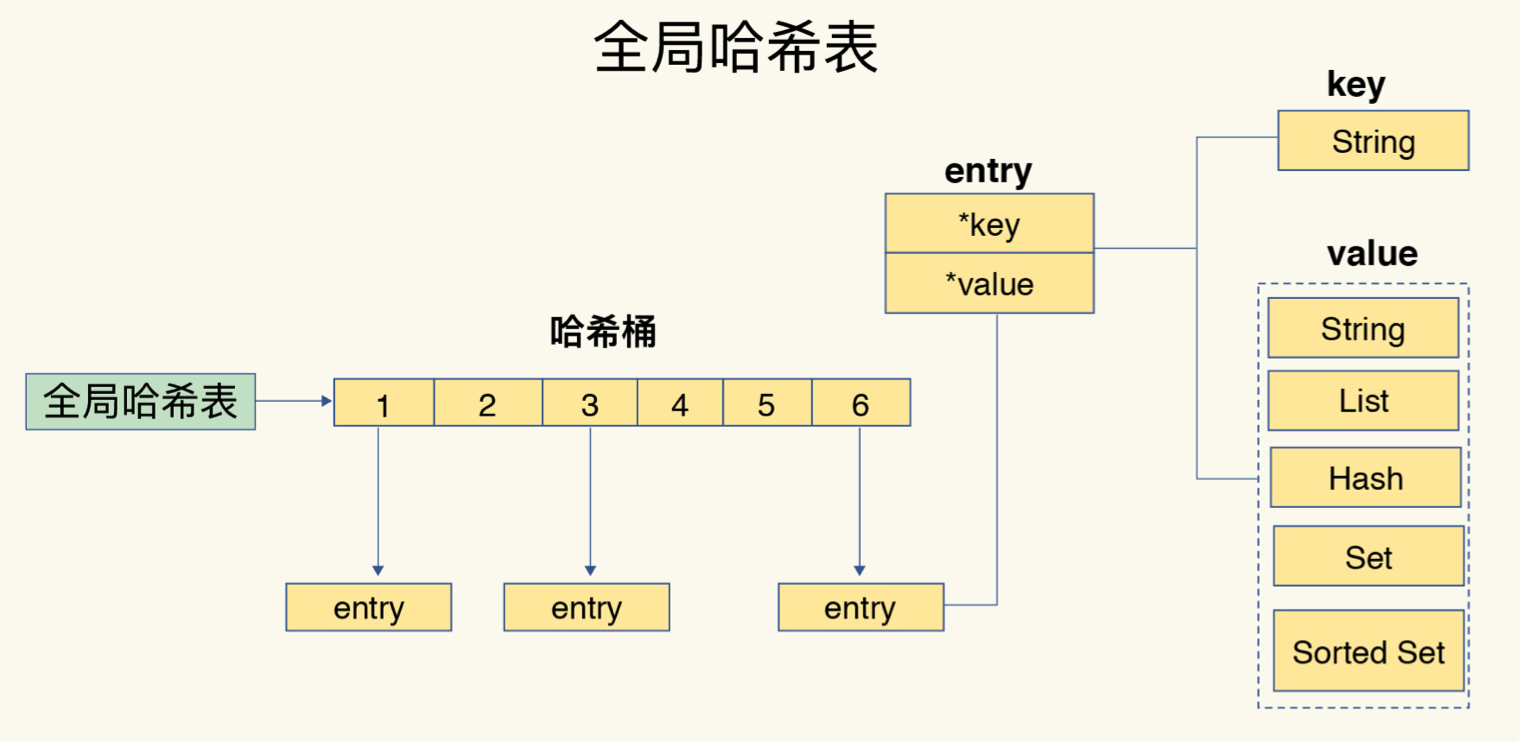 全局哈希表
key
String
entry
*key
*value
value
String
List
Hash
Set
Sorted Set
哈希桶
全局哈希表
1 2 3 4 5 6
entry entry entry